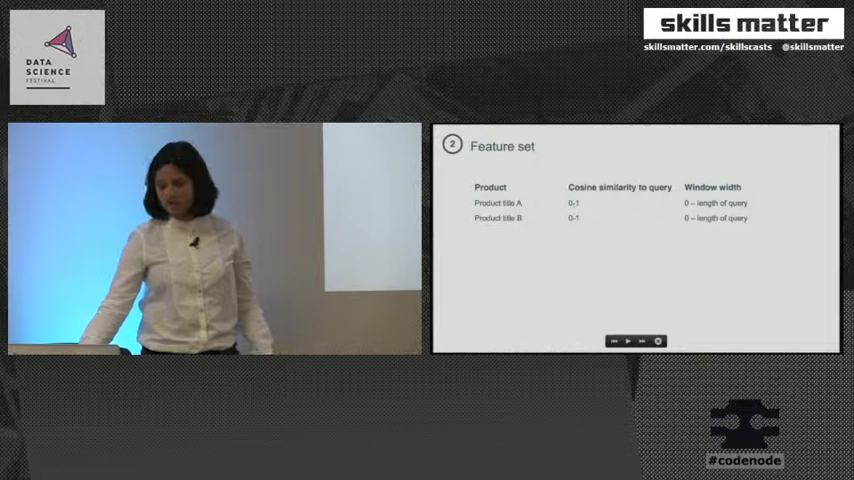 skills matter
skillsmatter.com/skillscasts @skillsmatter
DATA
SCIENCE
FESTIVAL
2 Feature set
Product Cosine similarity to query Window width
Product title A 0-1 0 – length of query
Product title B 0-1 0 – length of query
#codenode